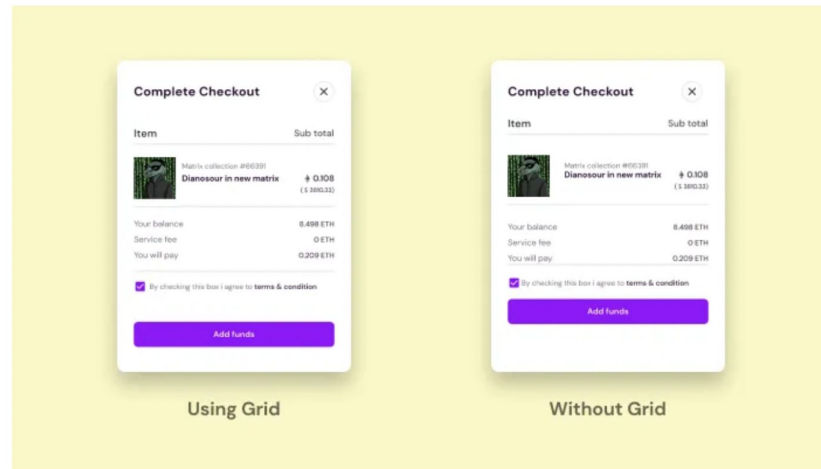 Complete Checkout
Item Sub total
Matrix collection #66391
Dianosour in new matrix 0.108
( $ 3810.33)
Your balance 8.498 ETH
Service fee 0 ETH
You will pay 0.209 ETH
By checking this box i agree to terms & condition
Add funds
Using Grid
Complete Checkout
Item Sub total
Matrix collection #66391
Dianosour in new matrix 0.108
( $ 3810.33)
Your balance 8.498 ETH
Service fee 0 ETH
You will pay 0.209 ETH
By checking this box i agree to terms & condition
Add funds
Without Grid